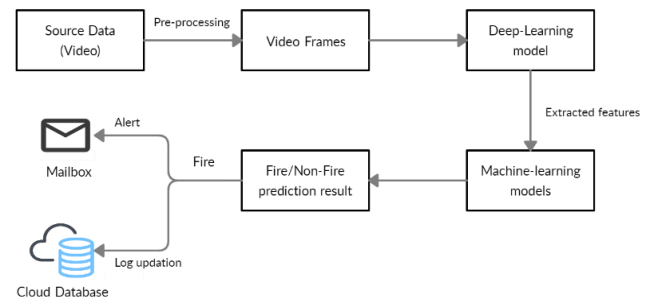 Source Data
(Video)
Pre-processing
Video Frames
Deep-Learning
model
Extracted features
Machine-learning
models
Fire/Non-Fire
prediction result
Fire
Alert
Mailbox
Log updation
Cloud Database